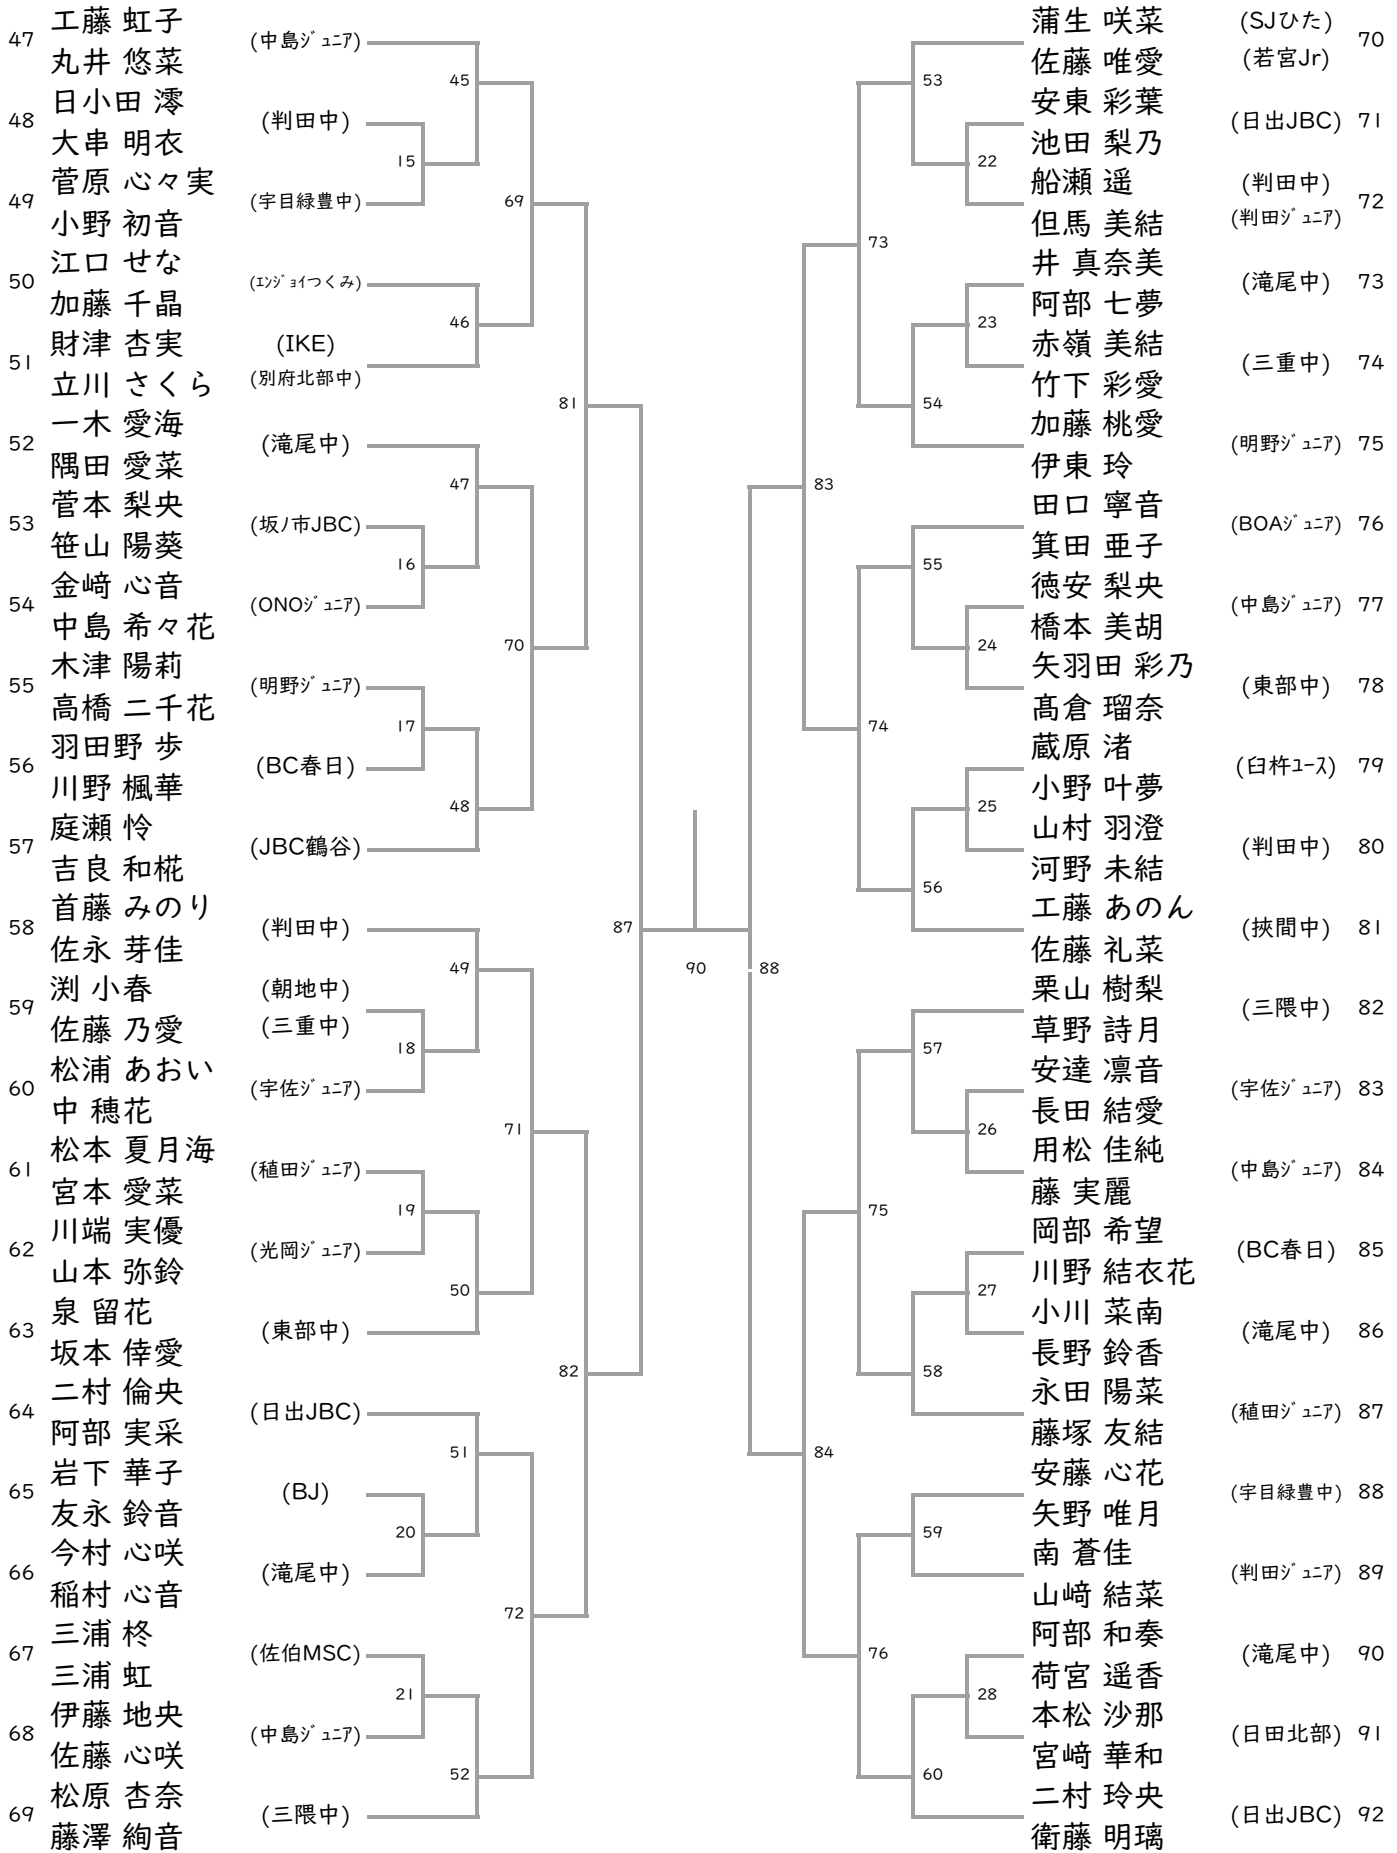 47 工藤 虹子 (中島ｼﾞｭﾆｱ)
丸井 悠菜
48 日小田 澪 (判田中)
大串 明衣
49 菅原 心々実 (宇目緑豊中)
小野 初音
50 江口 せな (ｴﾝｼﾞｮｲつくみ)
加藤 千晶
51 財津 杏実 (IKE)
立川 さくら (別府北部中)
52 一木 愛海 (滝尾中)
隅田 愛菜
53 菅本 梨央 (坂ﾉ市JBC)
笹山 陽葵
54 金﨑 心音 (ONOｼﾞｭﾆｱ)
中島 希々花
55 木津 陽莉 (明野ｼﾞｭﾆｱ)
高橋 二千花
56 羽田野 歩 (BC春日)
川野 楓華
57 庭瀬 怜 (JBC鶴谷)
吉良 和椛
58 首藤 みのり (判田中)
佐永 芽佳
59 渕 小春 (朝地中)
佐藤 乃愛 (三重中)
60 松浦 あおい (宇佐ｼﾞｭﾆｱ)
中 穂花
61 松本 夏月海 (稙田ｼﾞｭﾆｱ)
宮本 愛菜
62 川端 実優 (光岡ｼﾞｭﾆｱ)
山本 弥鈴
63 泉 留花 (東部中)
坂本 倖愛
64 二村 倫央 (日出JBC)
阿部 実采
65 岩下 華子 (BJ)
友永 鈴音
66 今村 心咲 (滝尾中)
稲村 心音
67 三浦 柊 (佐伯MSC)
三浦 虹
68 伊藤 地央 (中島ｼﾞｭﾆｱ)
佐藤 心咲
69 松原 杏奈 (三隈中)
藤澤 絢音
45
15
69
46
81
47
16
70
17
48
87
49
18
71
19
50
82
51
20
72
21
52
90
88
53
22
73
23
54
83
55
24
74
25
56
57
26
75
27
58
84
59
76
28
60
蒲生 咲菜 (SJひた) 70
佐藤 唯愛 (若宮Jr)
安東 彩葉 (日出JBC) 71
池田 梨乃
船瀬 遥 (判田中) 72
但馬 美結 (判田ｼﾞｭﾆｱ)
井 真奈美 (滝尾中) 73
阿部 七夢
赤嶺 美結 (三重中) 74
竹下 彩愛
加藤 桃愛 (明野ｼﾞｭﾆｱ) 75
伊東 玲
田口 寧音 (BOAｼﾞｭﾆｱ) 76
箕田 亜子
徳安 梨央 (中島ｼﾞｭﾆｱ) 77
橋本 美胡
矢羽田 彩乃 (東部中) 78
髙倉 瑠奈
蔵原 渚 (臼杵ﾕｰｽ) 79
小野 叶夢
山村 羽澄 (判田中) 80
河野 未結
工藤 あのん (挾間中) 81
佐藤 礼菜
栗山 樹梨 (三隈中) 82
草野 詩月
安達 凛音 (宇佐ｼﾞｭﾆｱ) 83
長田 結愛
用松 佳純 (中島ｼﾞｭﾆｱ) 84
藤 実麗
岡部 希望 (BC春日) 85
川野 結衣花
小川 菜南 (滝尾中) 86
長野 鈴香
永田 陽菜 (稙田ｼﾞｭﾆｱ) 87
藤塚 友結
安藤 心花 (宇目緑豊中) 88
矢野 唯月
南 蒼佳 (判田ｼﾞｭﾆｱ) 89
山﨑 結菜
阿部 和奏 (滝尾中) 90
荷宮 遥香
本松 沙那 (日田北部) 91
宮﨑 華和
二村 玲央 (日出JBC) 92
衛藤 明璃